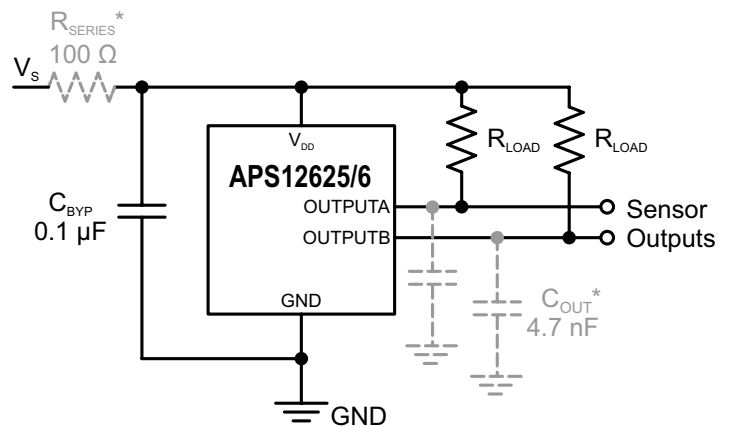 RSERIES*
100 Ω
VS
VDD
APS12625/6
RLOAD
RLOAD
CBYP
0.1 µF
OUTPUTA
OUTPUTB
Sensor
Outputs
GND
COUT*
4.7 nF
GND